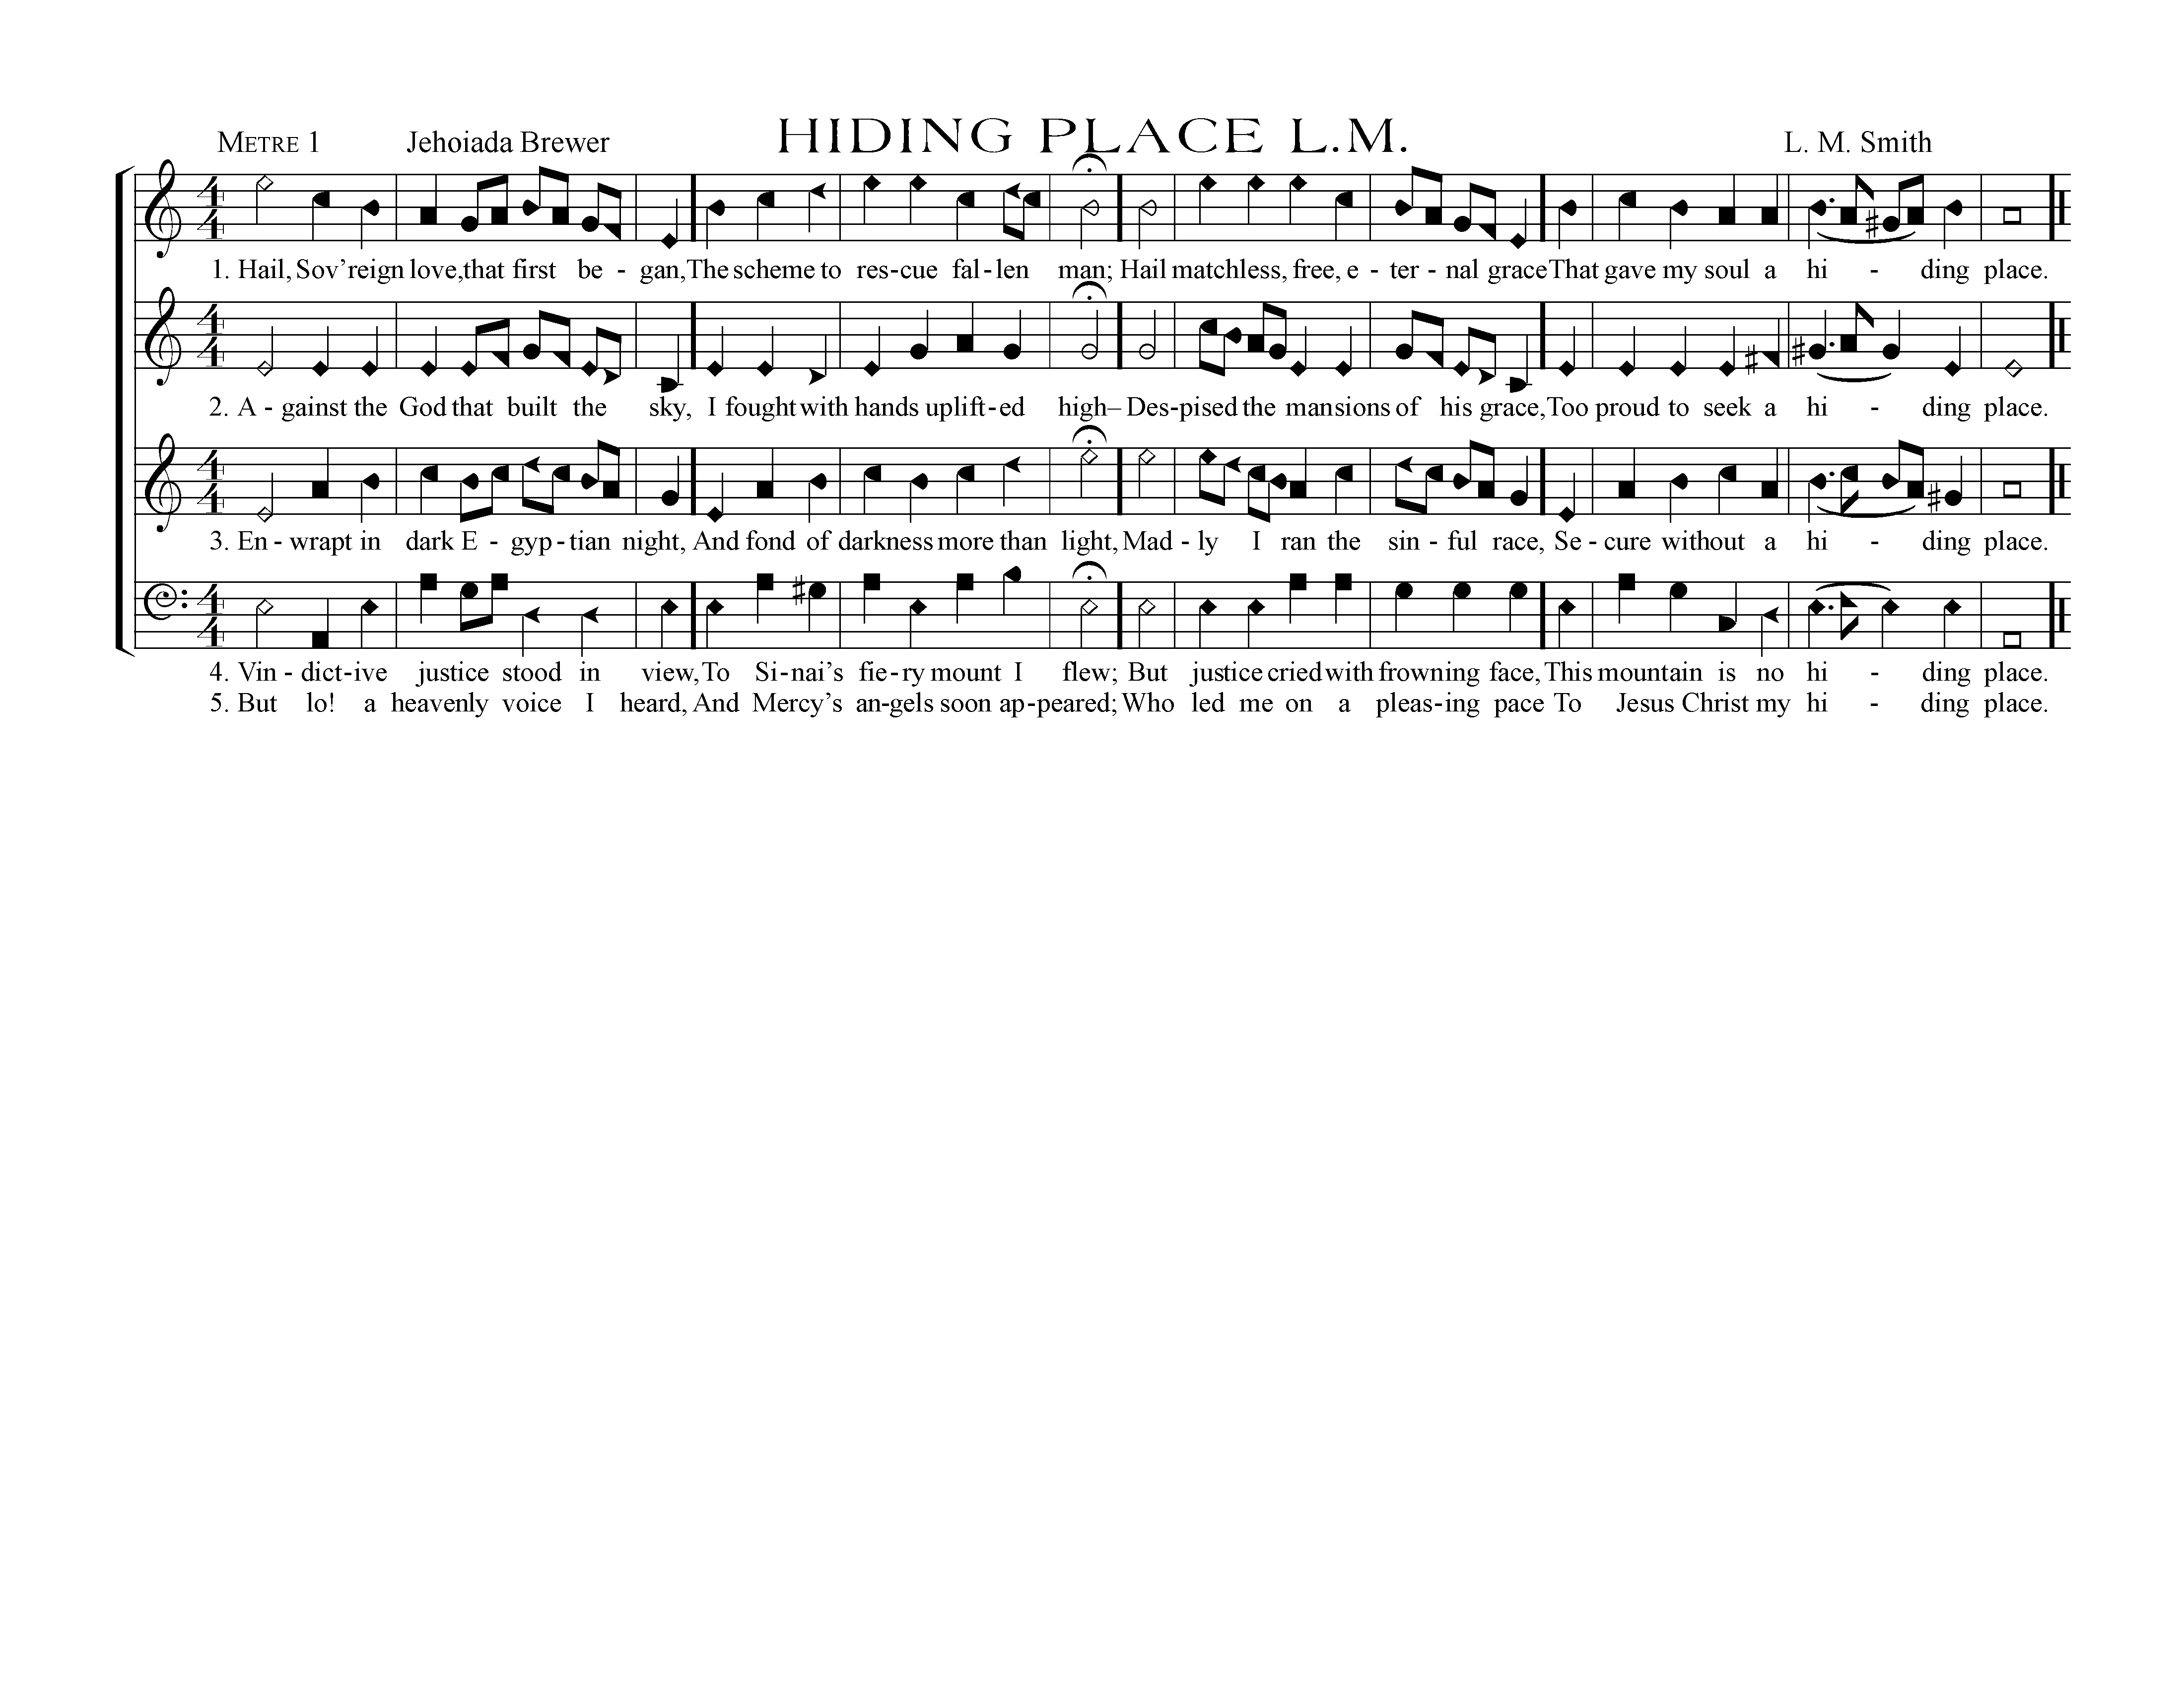 HIDING PLACE L.M.
METRE 1 Jehoiada Brewer L. M. Smith
1. Hail, Sov’reign love, that first be - gan, The scheme to res - cue fal - len man; Hail matchless, free, e - ter - nal grace That gave my soul a hi - ding place.
2. A - gainst the God that built the sky, I fought with hands uplift - ed high– Des - pised the mansions of his grace, Too proud to seek a hi - ding place.
3. En - wrapt in dark E - gyp - tian night, And fond of darkness more than light, Mad - ly I ran the sin - ful race, Se - cure without a hi - ding place.
4. Vin - dict - ive justice stood in view, To Si - nai’s fie - ry mount I flew; But justice cried with frowning face, This mountain is no hi - ding place.
5. But lo! a heavenly voice I heard, And Mercy’s an - gels soon ap - peared; Who led me on a pleas - ing pace To Jesus Christ my hi - ding place.